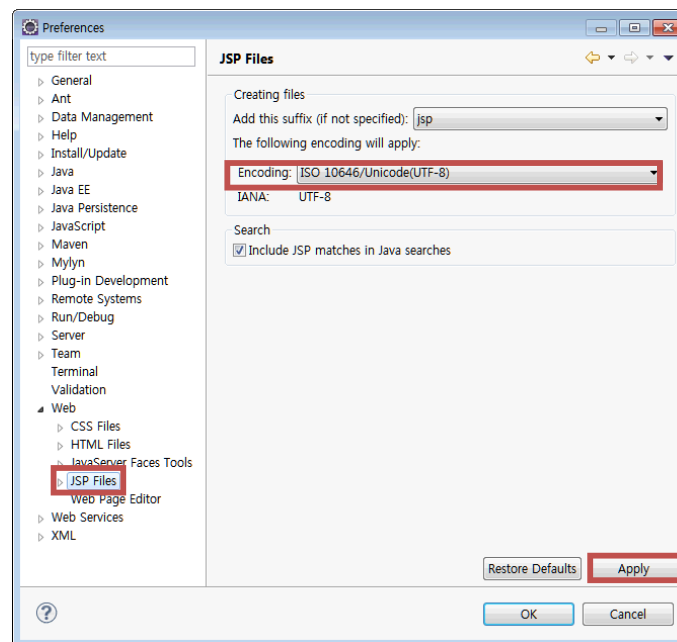 Preferences
type filter text
General
Ant
Data Management
Help
Install/Update
Java
Java EE
Java Persistence
JavaScript
Maven
Mylyn
Plug-in Development
Remote Systems
Run/Debug
Server
Team
Terminal
Validation
Web
CSS Files
HTML Files
JavaServer Faces Tools
JSP Files
Web Page Editor
Web Services
XML
JSP Files
Creating files
Add this suffix (if not specified): jsp
The following encoding will apply:
Encoding: ISO 10646/Unicode(UTF-8)
IANA: UTF-8
Search
Include JSP matches in Java searches
Restore Defaults Apply
? OK Cancel